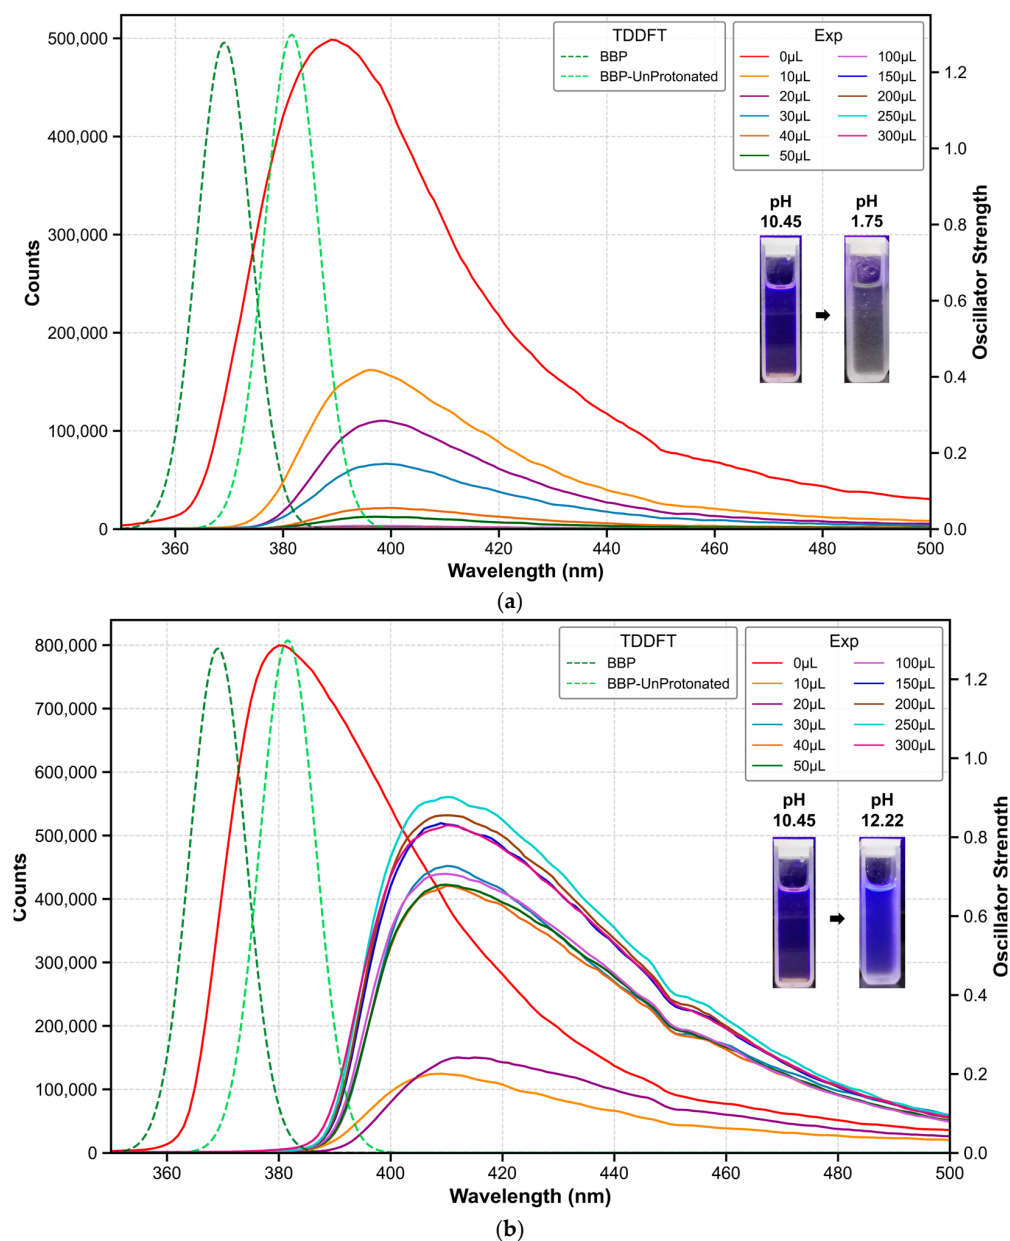 TDDFT
BBP
BBP-UnProtonated
Exp
0µL
10µL
20µL
30µL
40µL
50µL
100µL
150µL
200µL
250µL
300µL
pH
10.45
pH
1.75
500,000
400,000
300,000
200,000
100,000
0
Counts
1.2
1.0
0.8
0.6
0.4
0.2
0.0
Oscillator Strength
360
380
400
420
440
460
480
500
Wavelength (nm)
(a)
TDDFT
BBP
BBP-UnProtonated
Exp
0µL
10µL
20µL
30µL
40µL
50µL
100µL
150µL
200µL
250µL
300µL
pH
10.45
pH
12.22
800,000
700,000
600,000
500,000
400,000
300,000
200,000
100,000
0
Counts
1.2
1.0
0.8
0.6
0.4
0.2
0.0
Oscillator Strength
360
380
400
420
440
460
480
500
Wavelength (nm)
(b)